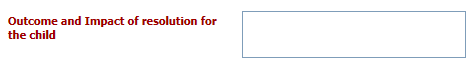 Outcome and Impact of resolution for
the child